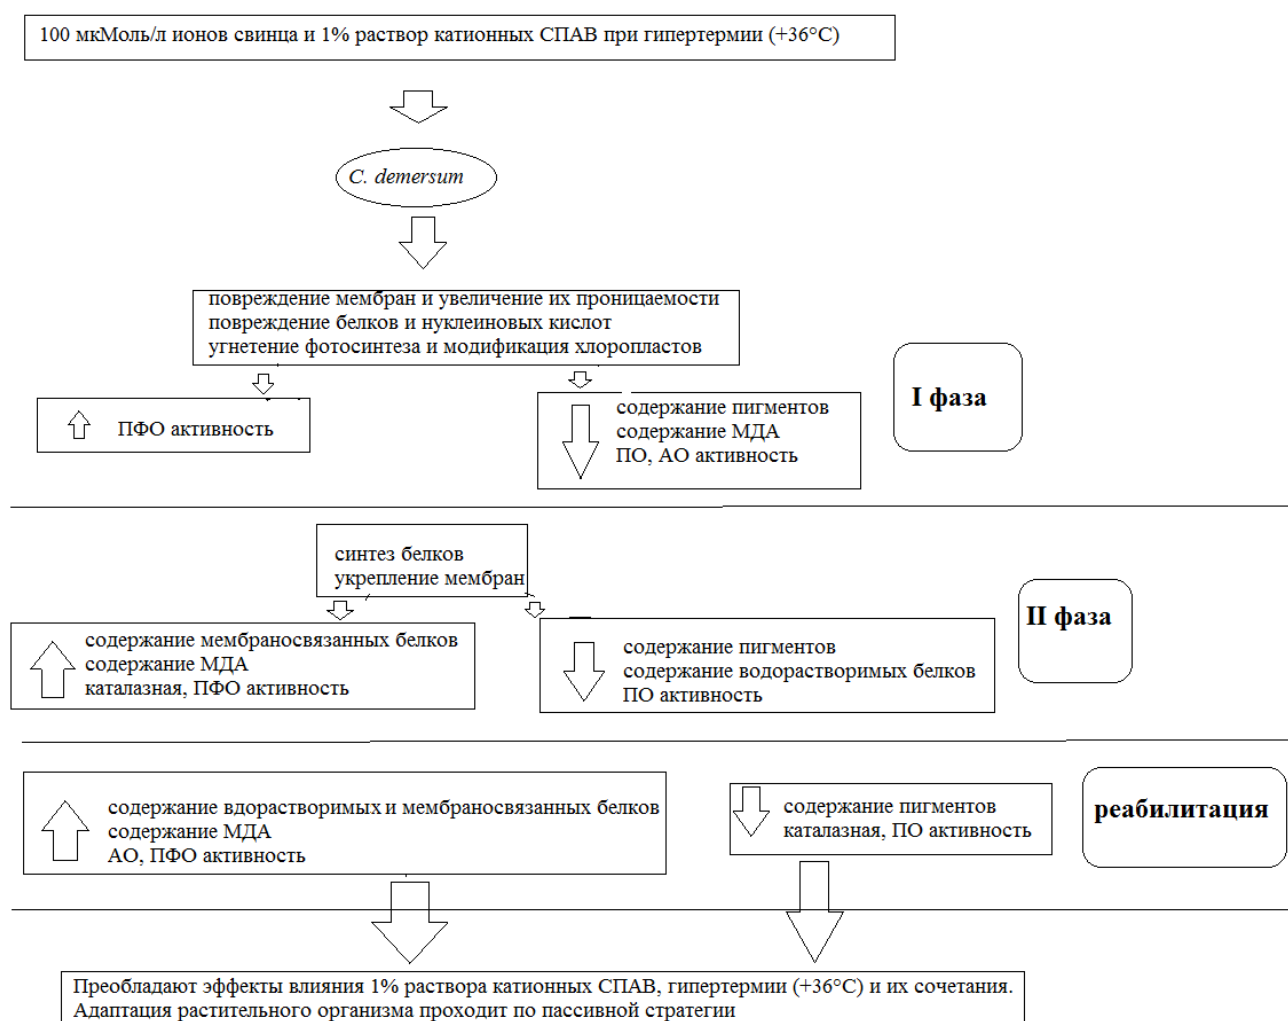 100 мкМоль/л ионов свинца и 1% раствор катионных СПАВ при гипертермии (+36°C)
C. demersum
повреждение мембран и увеличение их проницаемости
повреждение белков и нуклеиновых кислот
угнетение фотосинтеза и модификация хлоропластов
I фаза
ПФО активность
содержание пигментов
содержание МДА
ПО, АО активность
синтез белков
укрепление мембран
II фаза
содержание мембраносвязанных белков
содержание МДА
каталазная, ПФО активность
содержание пигментов
содержание водорастворимых белков
ПО активность
содержание вдорастворимых и мембраносвязанных белков
содержание МДА
АО, ПФО активность
содержание пигментов
каталазная, ПО активность
реабилитация
Преобладают эффекты влияния 1% раствора катионных СПАВ, гипертермии (+36°C) и их сочетания.
Адаптация растительного организма проходит по пассивной стратегии